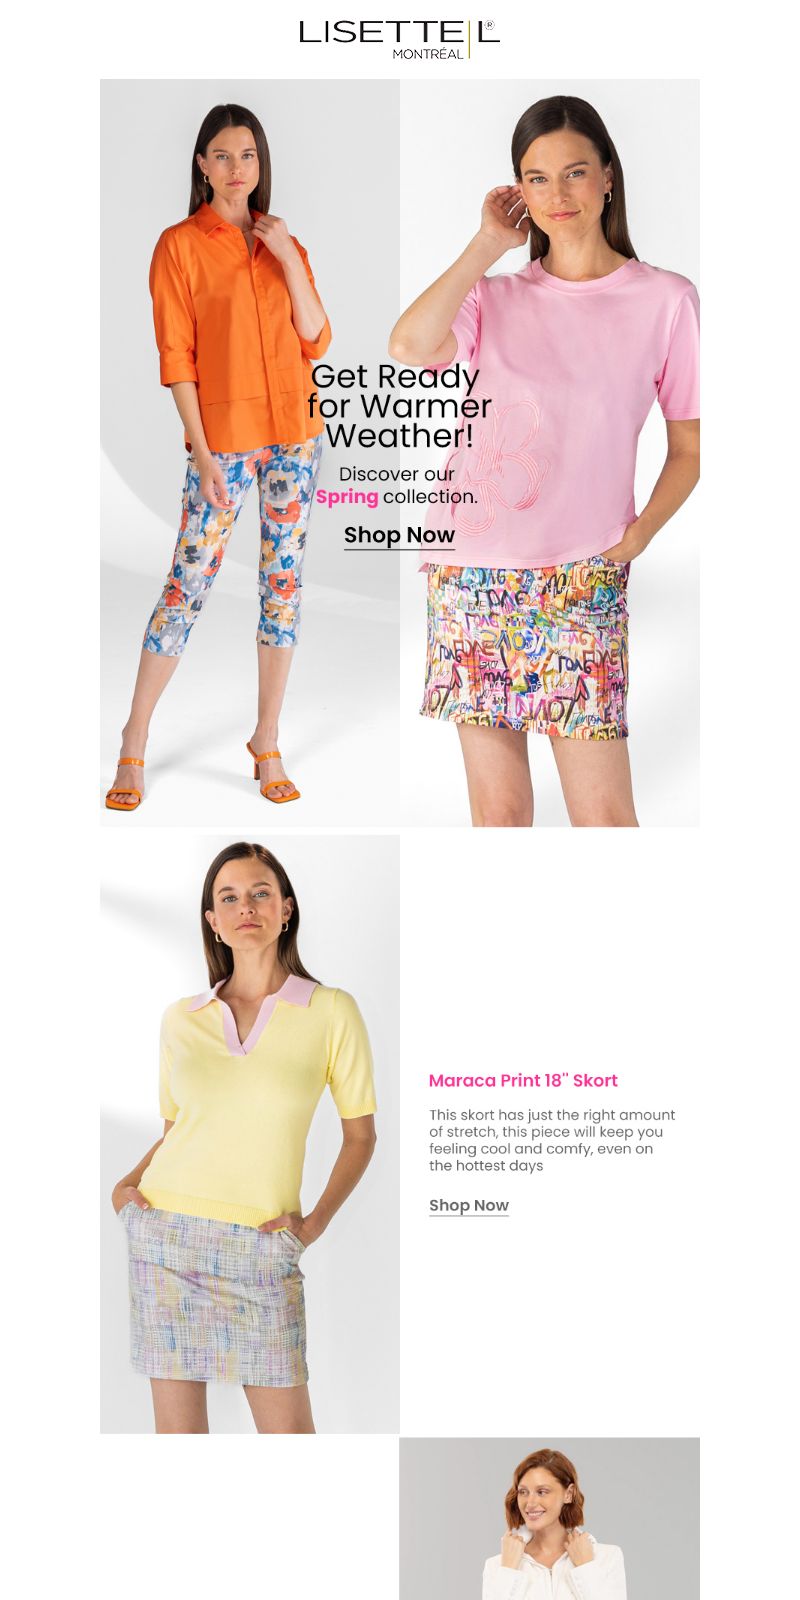 LISETTE L®
MONTRÉAL
Get Ready
for Warmer
Weather!
Discover our
Spring collection.
Shop Now
Maraca Print 18" Skort
This skort has just the right amount
of stretch, this piece will keep you
feeling cool and comfy, even on
the hottest days
Shop Now